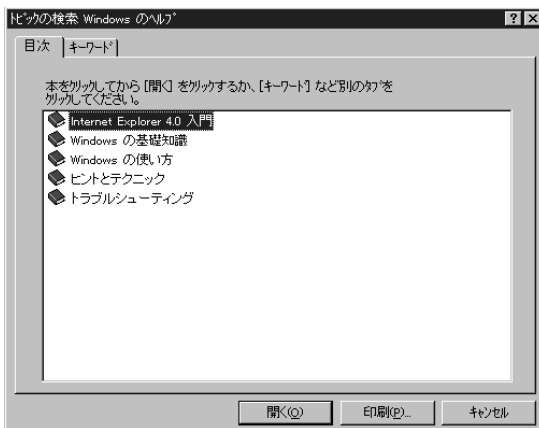 ﾄﾋﾟｯｸの検索 Windows のﾍﾙﾌﾟ
目次
ｷｰﾜｰﾄﾞ
本をｸﾘｯｸしてから [開く] をｸﾘｯｸするか、[ｷｰﾜｰﾄﾞ] など別のﾀﾌﾞを
ｸﾘｯｸしてください。
Internet Explorer 4.0 入門
Windows の基礎知識
Windows の使い方
ヒントとテクニック
トラブルシューティング
開く(O) 印刷(P)... ｷｬﾝｾﾙ